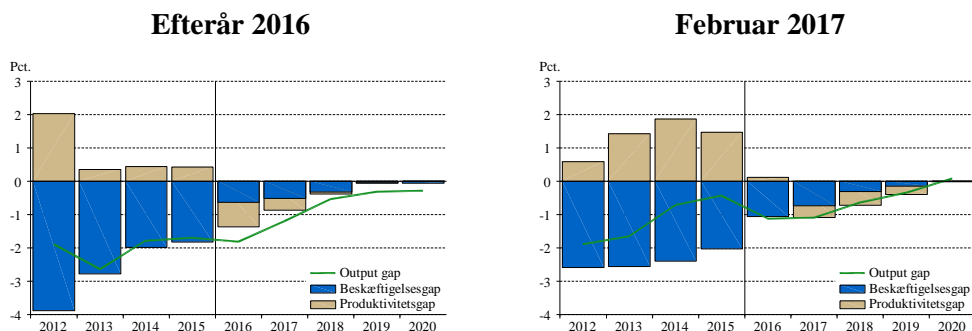 Efterår 2016
Pct.
3
2
1
0
-1
-2
-3
-4
Output gap
Beskæftigelsesgap
Produktivitetsgap
2012 2013 2014 2015 2016 2017 2018 2019 2020
Februar 2017
Pct.
3
2
1
0
-1
-2
-3
-4
Output gap
Beskæftigelsesgap
Produktivitetsgap
2012 2013 2014 2015 2016 2017 2018 2019 2020